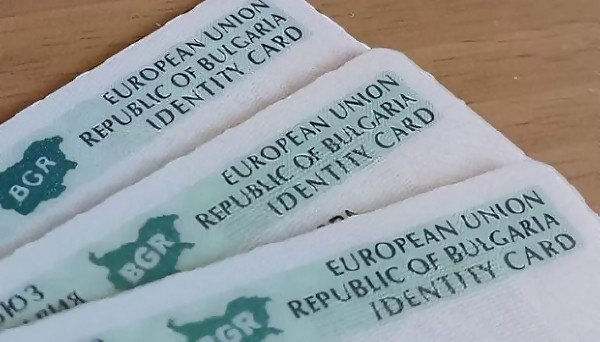 EUROPEAN UNION
REPUBLIC OF BULGARIA
IDENTITY CARD
BGR
EUROPEAN UNION
REPUBLIC OF BULGARIA
IDENTITY CARD
BGR
EUROPEAN UNION
REPUBLIC OF BULGARIA
IDENTITY CARD
BGR